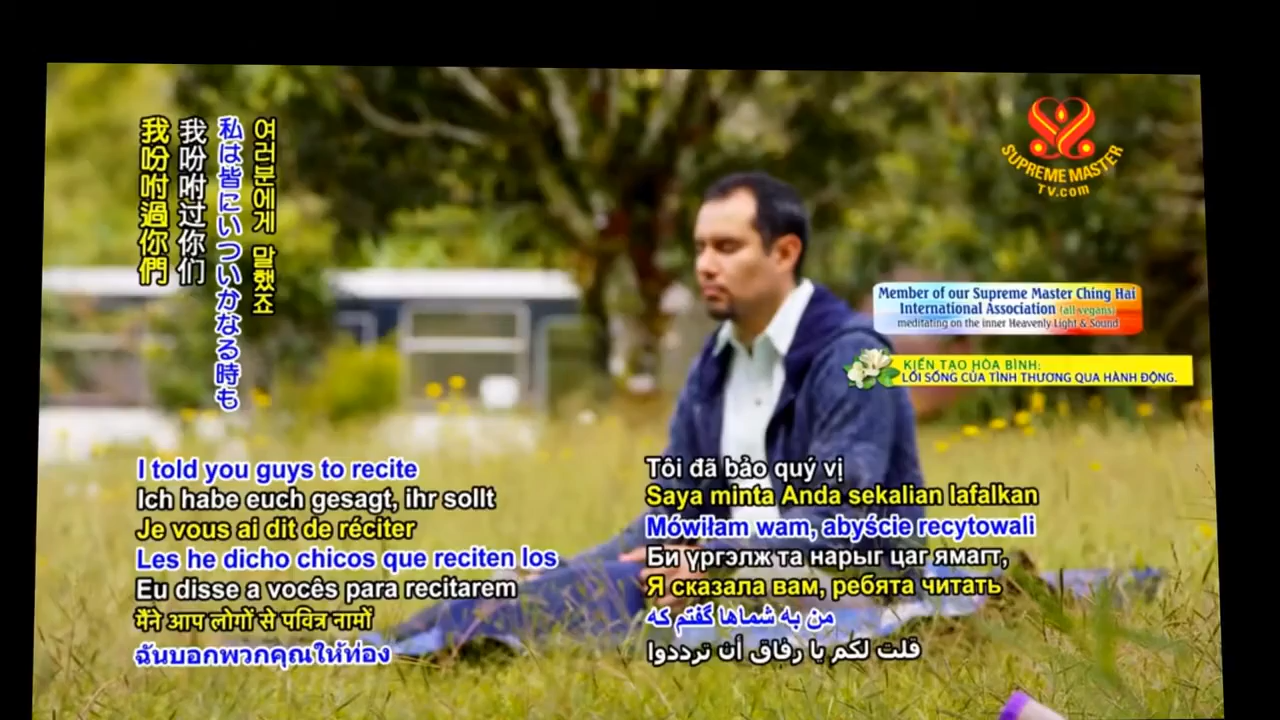 我吩咐過你們
我吩咐过你们
私は皆にいついかなる時も
여러분에게 말했죠
SUPREME MASTER
TV.com
Member of our Supreme Master Ching Hai
International Association (all vegans)
meditating on the inner Heavenly Light & Sound
KIẾN TẠO HÒA BÌNH:
LỐI SỐNG CỦA TÌNH THƯƠNG QUA HÀNH ĐỘNG.
I told you guys to recite
Ich habe euch gesagt, ihr sollt
Je vous ai dit de réciter
Les he dicho chicos que reciten los
Eu disse a vocês para recitarem
मैंने आप लोगों से पवित्र नामों
ฉันบอกพวกคุณให้ท่อง
Tôi đã bảo quý vị
Saya minta Anda sekalian lafalkan
Mówiłam wam, abyście recytowali
Би үргэлж та нарыг цаг ямагт,
Я сказала вам, ребята читать
من به شماها گفتم که
قلت لكم يا رفاق أن ترددوا